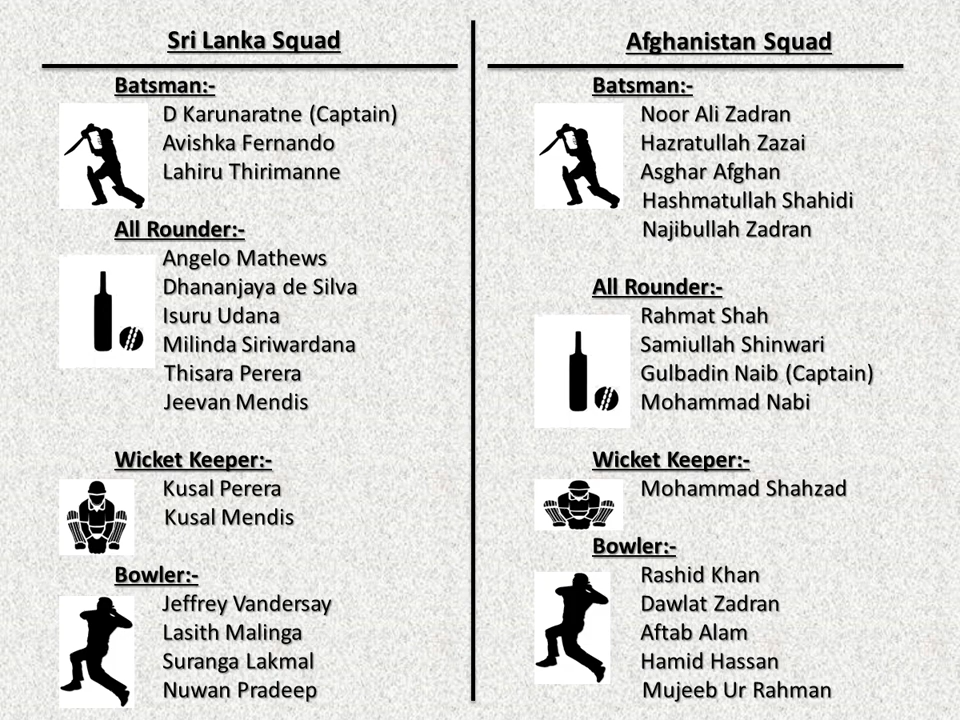 Sri Lanka Squad
Batsman:-
D Karunaratne (Captain)
Avishka Fernando
Lahiru Thirimanne
All Rounder:-
Angelo Mathews
Dhananjaya de Silva
Isuru Udana
Milinda Siriwardana
Thisara Perera
Jeevan Mendis
Wicket Keeper:-
Kusal Perera
Kusal Mendis
Bowler:-
Jeffrey Vandersay
Lasith Malinga
Suranga Lakmal
Nuwan Pradeep
Afghanistan Squad
Batsman:-
Noor Ali Zadran
Hazratullah Zazai
Asghar Afghan
Hashmatullah Shahidi
Najibullah Zadran
All Rounder:-
Rahmat Shah
Samiullah Shinwari
Gulbadin Naib (Captain)
Mohammad Nabi
Wicket Keeper:-
Mohammad Shahzad
Bowler:-
Rashid Khan
Dawlat Zadran
Aftab Alam
Hamid Hassan
Mujeeb Ur Rahman